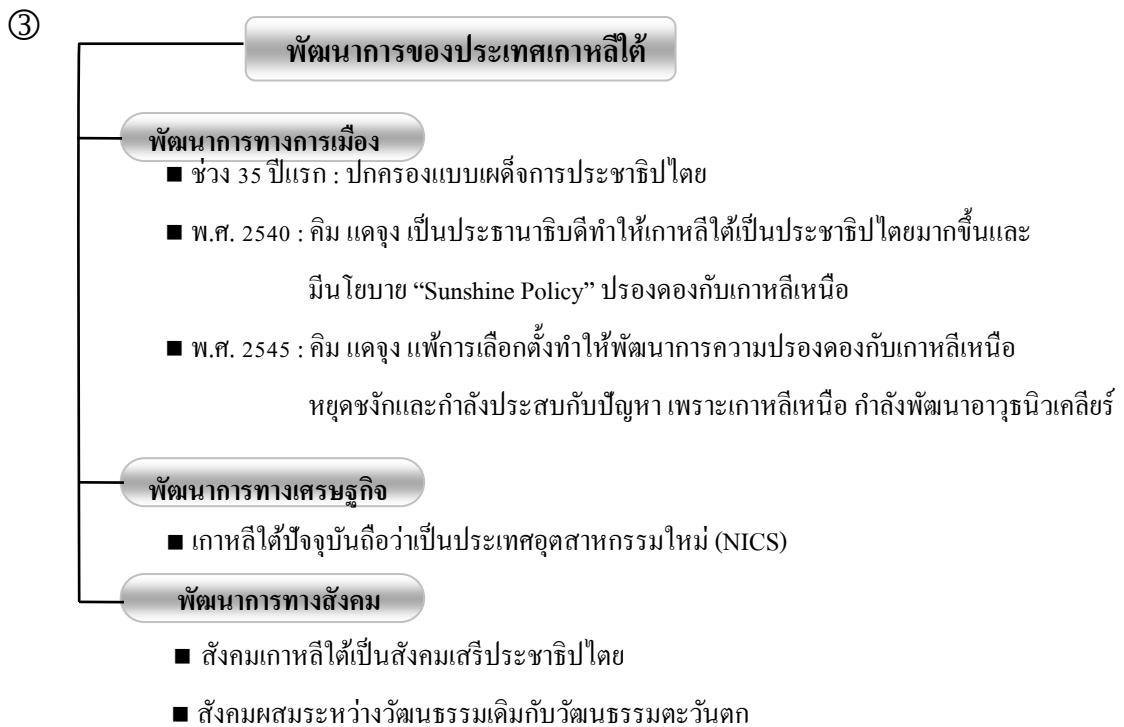 ③
พัฒนาการของประเทศเกาหลีใต้
พัฒนาการทางการเมือง
■ ช่วง 35 ปีแรก : ปกครองแบบเผด็จการประชาธิปไตย
■ พ.ศ. 2540 : คิม แดจุง เป็นประธานาธิบดีทำให้เกาหลีใต้เป็นประชาธิปไตยมากขึ้นและ
มีนโยบาย “Sunshine Policy” ปรองดองกับเกาหลีเหนือ
■ พ.ศ. 2545 : คิม แดจุง แพ้การเลือกตั้งทำให้พัฒนาการความปรองดองกับเกาหลีเหนือ
หยุดชงักและกำลังประสบกับปัญหา เพราะเกาหลีเหนือ กำลังพัฒนาอาวุธนิวเคลียร์
พัฒนาการทางเศรษฐกิจ
■ เกาหลีใต้ปัจจุบันถือว่าเป็นประเทศอุตสาหกรรมใหม่ (NICS)
พัฒนาการทางสังคม
■ สังคมเกาหลีใต้เป็นสังคมเสรีประชาธิปไตย
■ สังคมผสมระหว่างวัฒนธรรมเดิมกับวัฒนธรรมตะวันตก